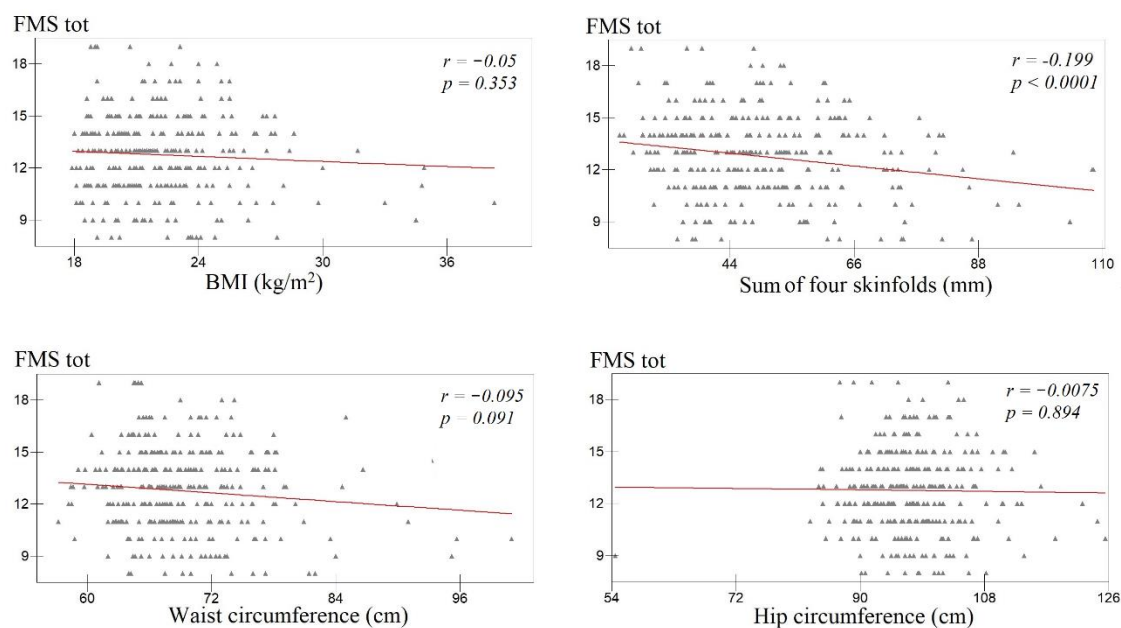 FMS tot
r = −0.05
p = 0.353
18
15
12
9
18 24 30 36
BMI (kg/m²)
FMS tot
r = -0.199
p < 0.0001
18
15
12
9
44 66 88 110
Sum of four skinfolds (mm)
FMS tot
r = −0.095
p = 0.091
18
15
12
9
60 72 84 96
Waist circumference (cm)
FMS tot
r = −0.0075
p = 0.894
18
15
12
9
54 72 90 108 126
Hip circumference (cm)